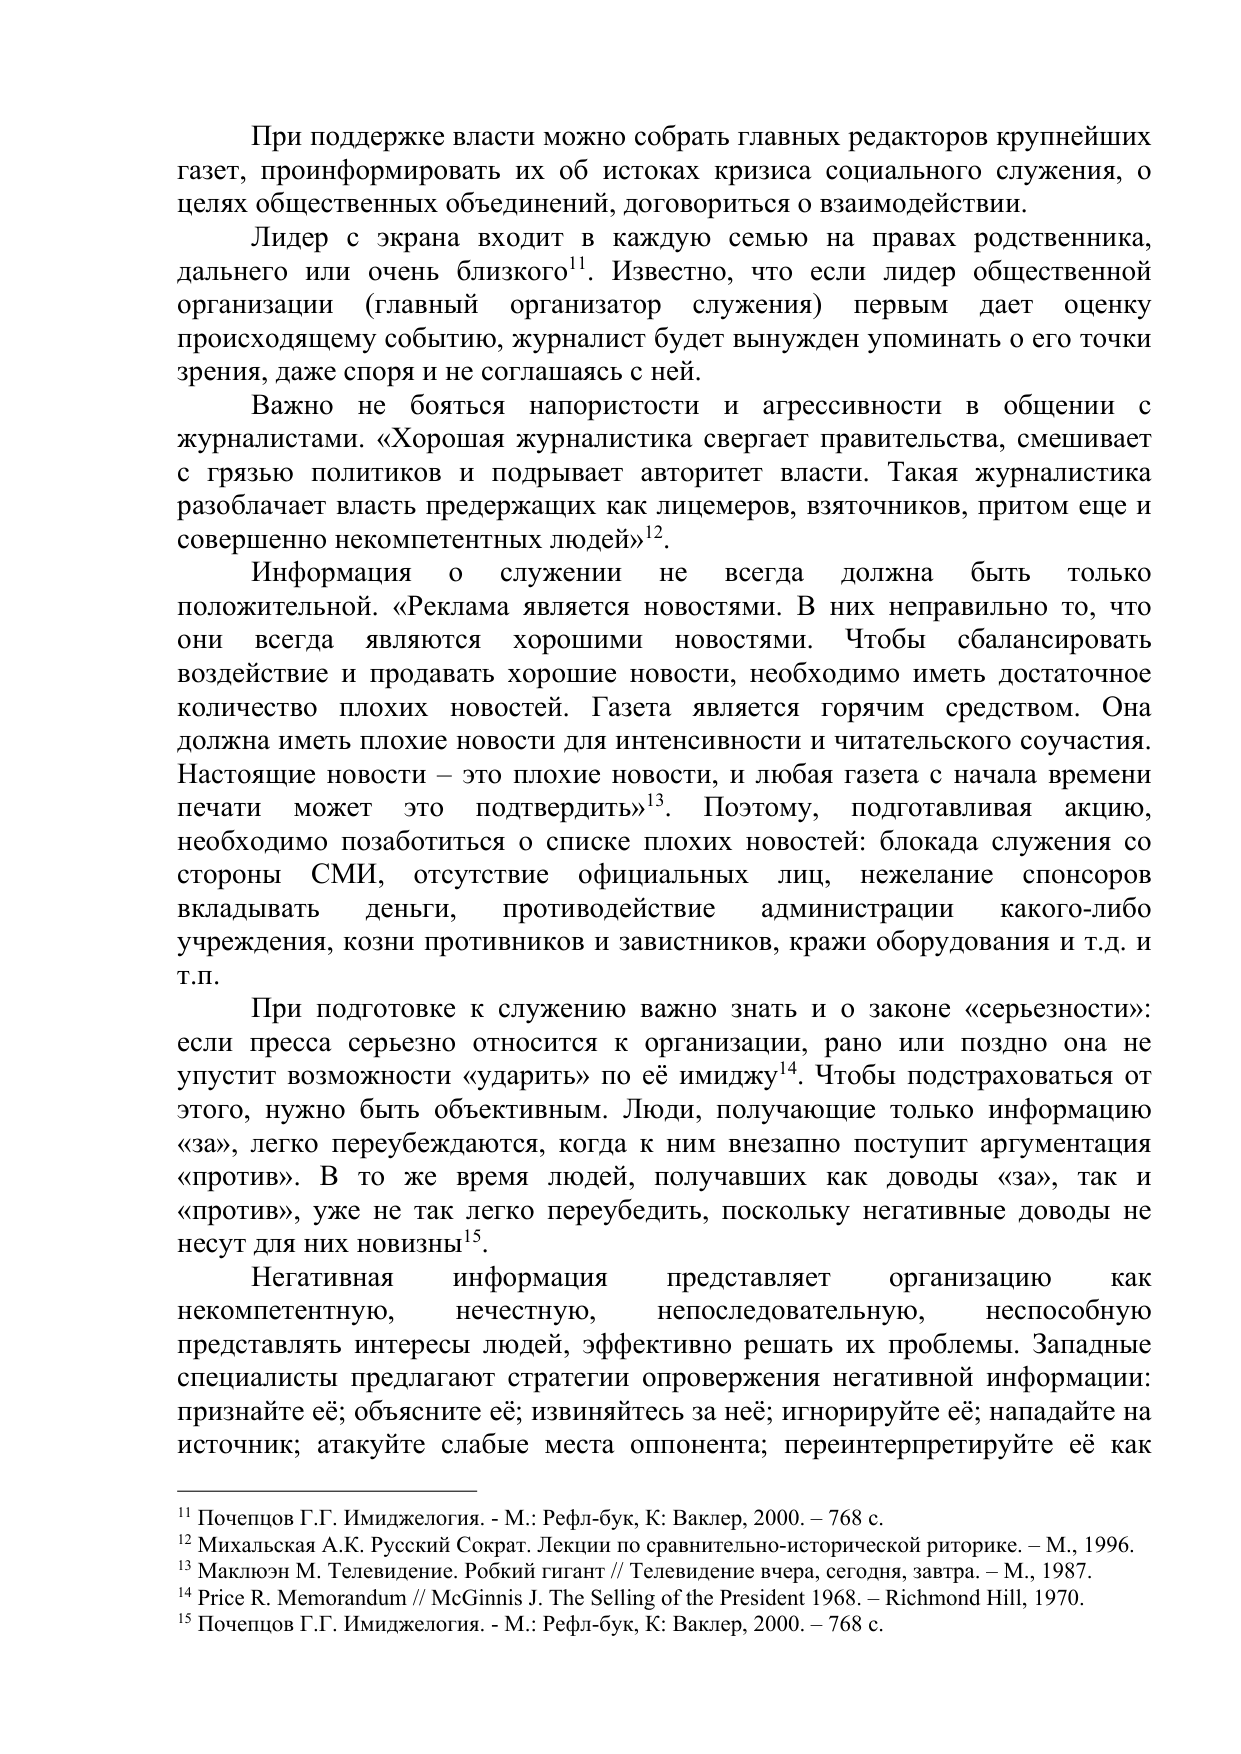 При поддержке власти можно собрать главных редакторов крупнейших
газет, проинформировать их об истоках кризиса социального служения, о
целях общественных объединений, договориться о взаимодействии.
Лидер с экрана входит в каждую семью на правах родственника,
дальнего или очень близкого11. Известно, что если лидер общественной
организации (главный организатор служения) первым дает оценку
происходящему событию, журналист будет вынужден упоминать о его точки
зрения, даже споря и не соглашаясь с ней.
Важно не бояться напористости и агрессивности в общении с
журналистами. «Хорошая журналистика свергает правительства, смешивает
с грязью политиков и подрывает авторитет власти. Такая журналистика
разоблачает власть предержащих как лицемеров, взяточников, притом еще и
совершенно некомпетентных людей»12.
Информация о служении не всегда должна быть только
положительной. «Реклама является новостями. В них неправильно то, что
они всегда являются хорошими новостями. Чтобы сбалансировать
воздействие и продавать хорошие новости, необходимо иметь достаточное
количество плохих новостей. Газета является горячим средством. Она
должна иметь плохие новости для интенсивности и читательского соучастия.
Настоящие новости – это плохие новости, и любая газета с начала времени
печати может это подтвердить»13. Поэтому, подготавливая акцию,
необходимо позаботиться о списке плохих новостей: блокада служения со
стороны СМИ, отсутствие официальных лиц, нежелание спонсоров
вкладывать деньги, противодействие администрации какого-либо
учреждения, козни противников и завистников, кражи оборудования и т.д. и
т.п.
При подготовке к служению важно знать и о законе «серьезности»:
если пресса серьезно относится к организации, рано или поздно она не
упустит возможности «ударить» по её имиджу14. Чтобы подстраховаться от
этого, нужно быть объективным. Люди, получающие только информацию
«за», легко переубеждаются, когда к ним внезапно поступит аргументация
«против». В то же время людей, получавших как доводы «за», так и
«против», уже не так легко переубедить, поскольку негативные доводы не
несут для них новизны15.
Негативная информация представляет организацию как
некомпетентную, нечестную, непоследовательную, неспособную
представлять интересы людей, эффективно решать их проблемы. Западные
специалисты предлагают стратегии опровержения негативной информации:
признайте её; объясните её; извиняйтесь за неё; игнорируйте её; нападайте на
источник; атакуйте слабые места оппонента; переинтерпретируйте её как
11 Почепцов Г.Г. Имиджелогия. - М.: Рефл-бук, К: Ваклер, 2000. – 768 с.
12 Михальская А.К. Русский Сократ. Лекции по сравнительно-исторической риторике. – М., 1996.
13 Маклюэн М. Телевидение. Робкий гигант // Телевидение вчера, сегодня, завтра. – М., 1987.
14 Price R. Memorandum // McGinnis J. The Selling of the President 1968. – Richmond Hill, 1970.
15 Почепцов Г.Г. Имиджелогия. - М.: Рефл-бук, К: Ваклер, 2000. – 768 с.